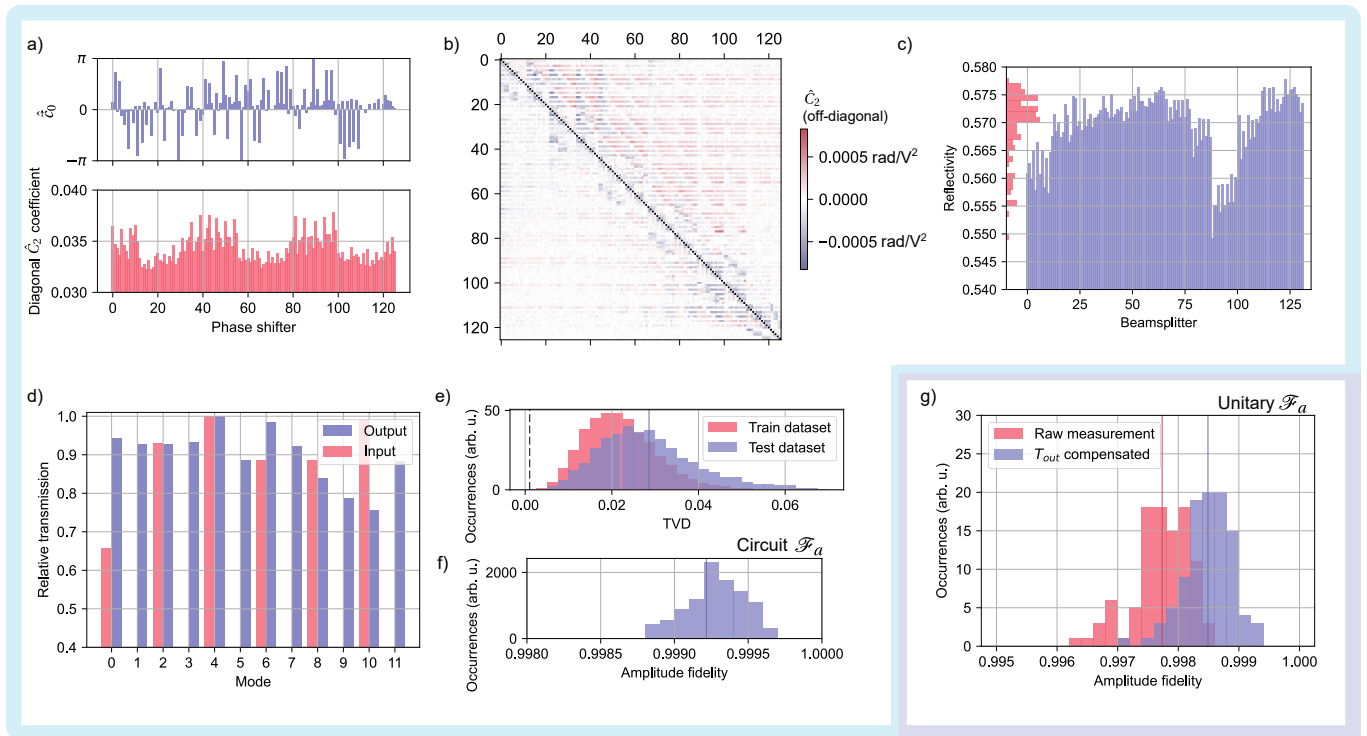 a)
π
0
−π
ĉ₀
0.040
0.035
0.030
Diagonal Ĉ₂ coefficient
0 20 40 60 80 100 120
Phase shifter
b)
0 20 40 60 80 100 120
0
20
40
60
80
100
120
Ĉ₂
(off-diagonal)
0.0005 rad/V²
0.0000
−0.0005 rad/V²
c)
0.580
0.575
0.570
0.565
0.560
0.555
0.550
0.545
0.540
Reflectivity
0 25 50 75 100 125
Beamsplitter
d)
1.0
0.9
0.8
0.7
0.6
0.5
0.4
Relative transmission
Output
Input
0 1 2 3 4 5 6 7 8 9 10 11
Mode
e)
50
0
Occurrences (arb. u.)
Train dataset
Test dataset
0.00 0.02 0.04 0.06
TVD
f)
Circuit ℱₐ
2000
0
Occurrences (arb. u.)
0.9980 0.9985 0.9990 0.9995 1.0000
Amplitude fidelity
g)
Unitary ℱₐ
30
25
20
15
10
5
0
Occurrences (arb. u.)
Raw measurement
T_out compensated
0.995 0.996 0.997 0.998 0.999 1.000
Amplitude fidelity